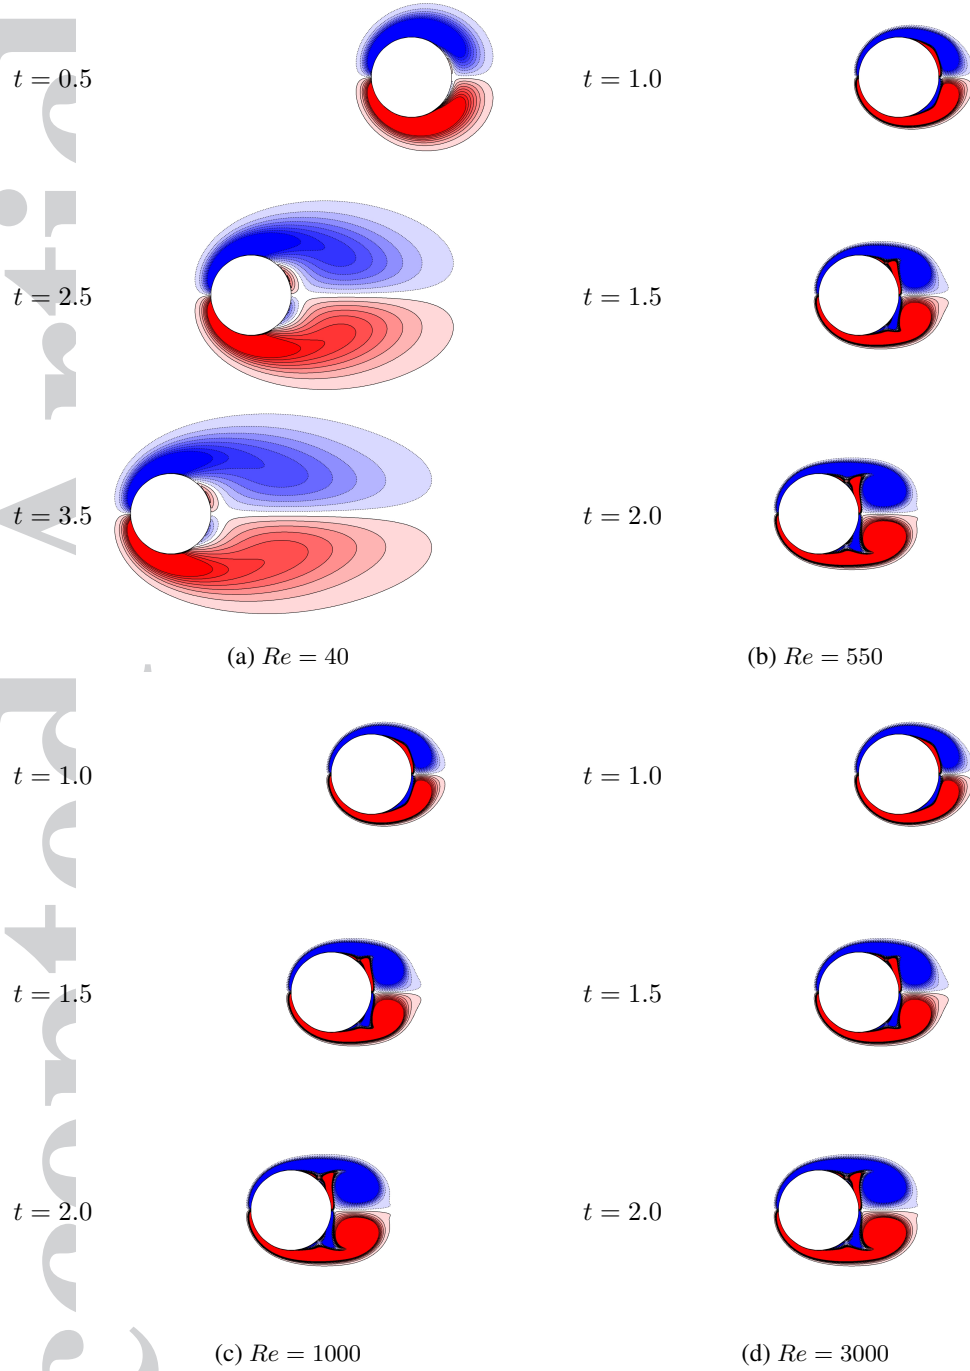 t = 0.5
t = 2.5
t = 3.5
(a) Re = 40
t = 1.0
t = 1.5
t = 2.0
(b) Re = 550
t = 1.0
t = 1.5
t = 2.0
(c) Re = 1000
t = 1.0
t = 1.5
t = 2.0
(d) Re = 3000